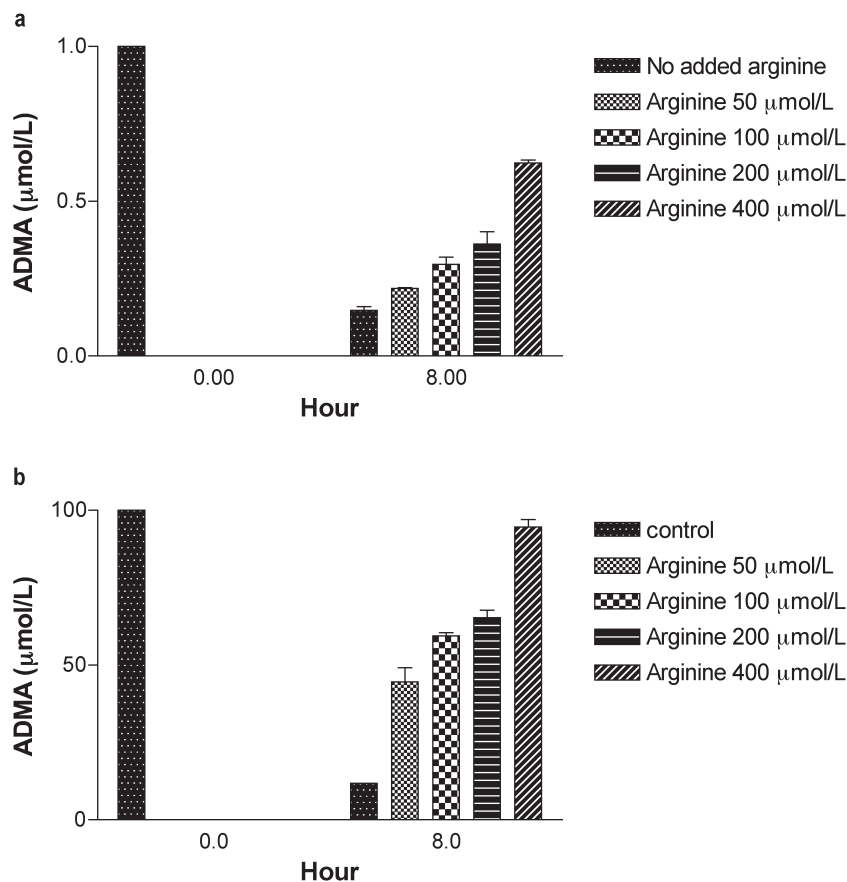 a
1.0
0.5
0.0
ADMA (μmol/L)
0.00
8.00
Hour
No added arginine
Arginine 50 μmol/L
Arginine 100 μmol/L
Arginine 200 μmol/L
Arginine 400 μmol/L
b
100
50
0
ADMA (μmol/L)
0.0
8.0
Hour
control
Arginine 50 μmol/L
Arginine 100 μmol/L
Arginine 200 μmol/L
Arginine 400 μmol/L